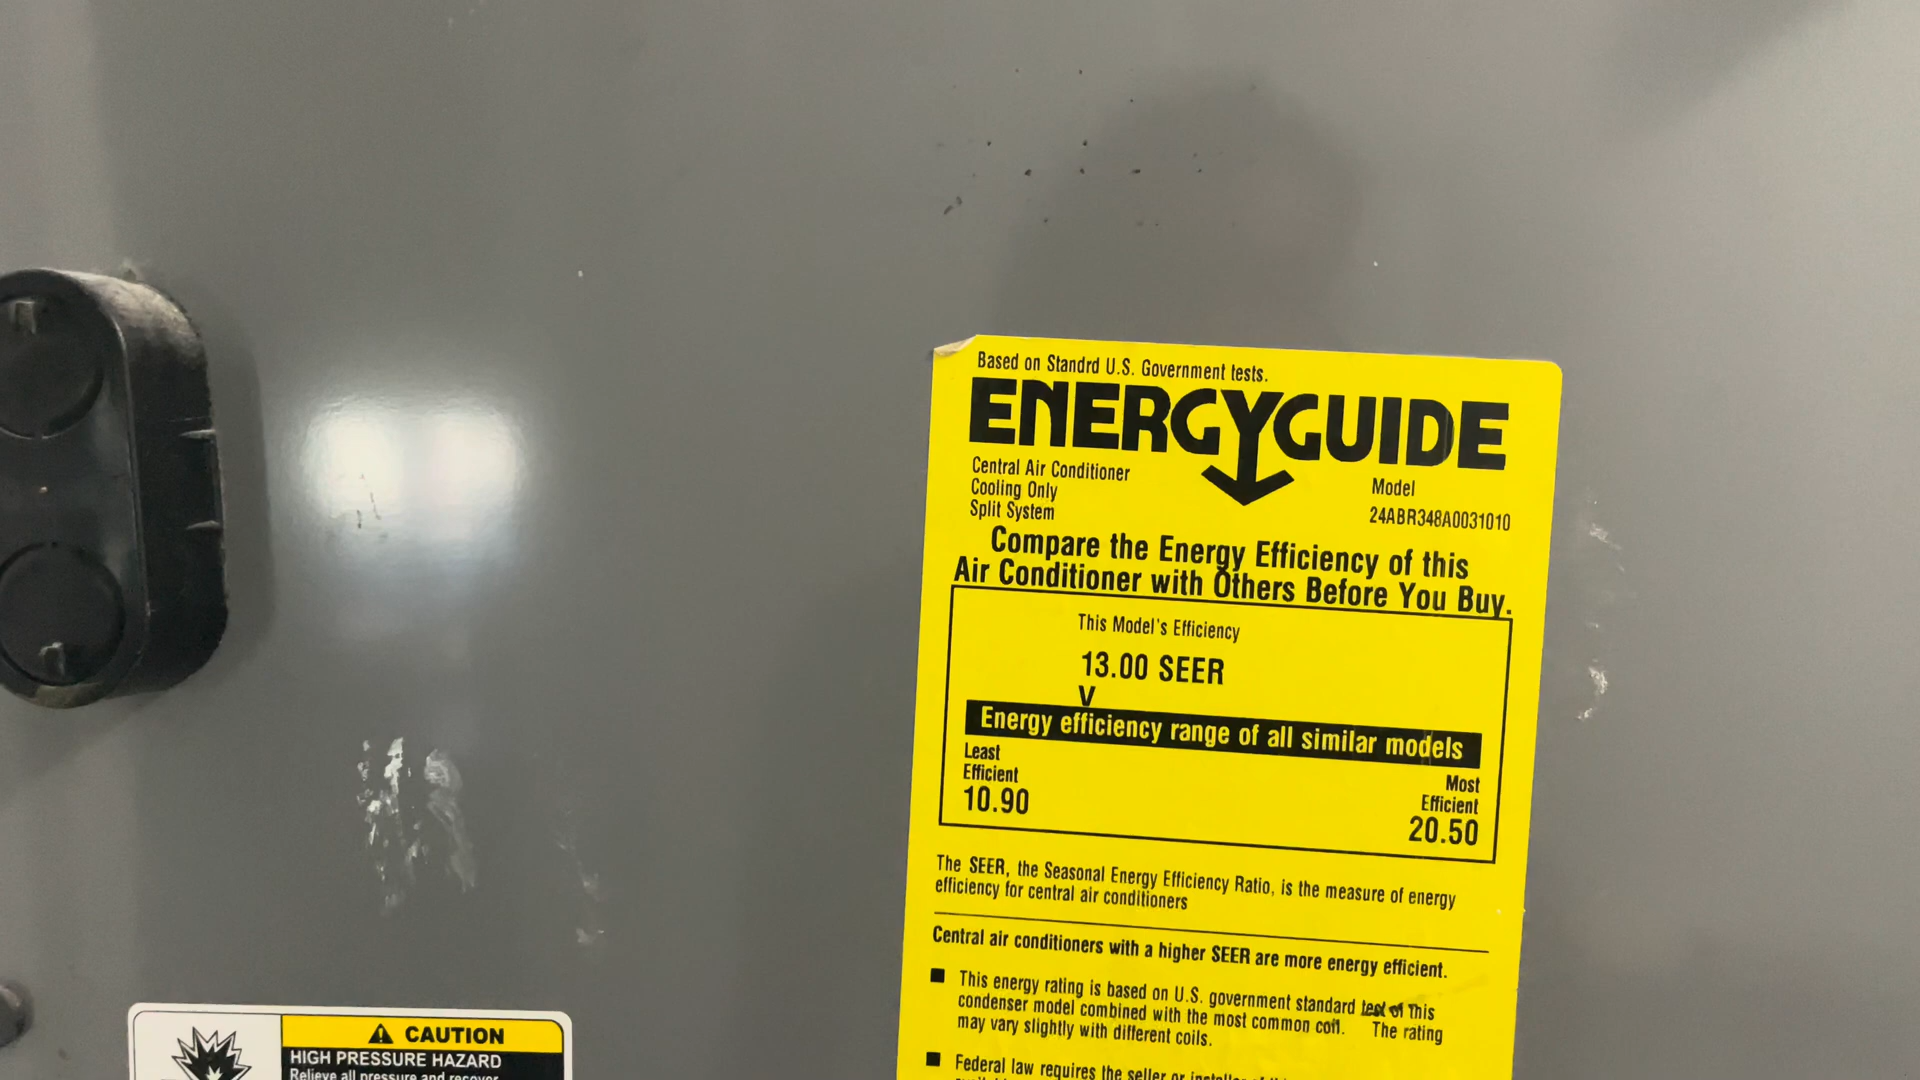 Based on Standrd U.S. Government tests.
ENERGYGUIDE
Central Air Conditioner
Cooling Only
Split System
Model
24ABR348A0031010
Compare the Energy Efficiency of this
Air Conditioner with Others Before You Buy.
This Model's Efficiency
13.00 SEER
V
Energy efficiency range of all similar models
Least
Efficient
10.90
Most
Efficient
20.50
The SEER, the Seasonal Energy Efficiency Ratio, is the measure of energy
efficiency for central air conditioners
Central air conditioners with a higher SEER are more energy efficient.
■ This energy rating is based on U.S. government standard test of this
condenser model combined with the most common coil. The rating
may vary slightly with different coils.
■ Federal law requires the seller or installer of
CAUTION
HIGH PRESSURE HAZARD
Relieve all pressure and recover